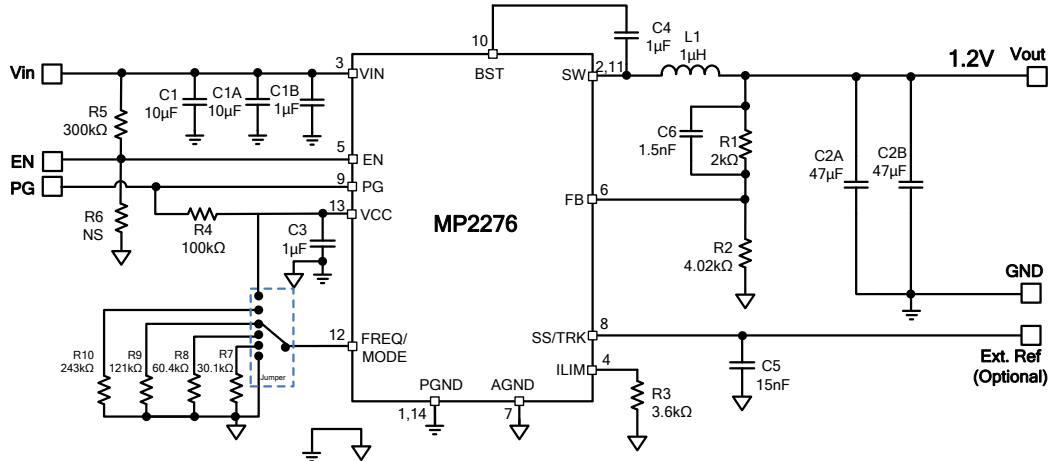 10
BST
C4
1µF
L1
1µH
1.2V
Vout
Vin
3
VIN
SW
2,11
C1
10µF
C1A
10µF
C1B
1µF
R5
300kΩ
C6
1.5nF
R1
2kΩ
C2A
47µF
C2B
47µF
EN
5
EN
PG
9
PG
FB
6
13
VCC
MP2276
R6
NS
R4
100kΩ
C3
1µF
R2
4.02kΩ
GND
R10
243kΩ
R9
121kΩ
R8
60.4kΩ
R7
30.1kΩ
Jumper
12
FREQ/
MODE
SS/TRK
8
Ext. Ref
(Optional)
ILIM
4
C5
15nF
R3
3.6kΩ
PGND
1,14
AGND
7